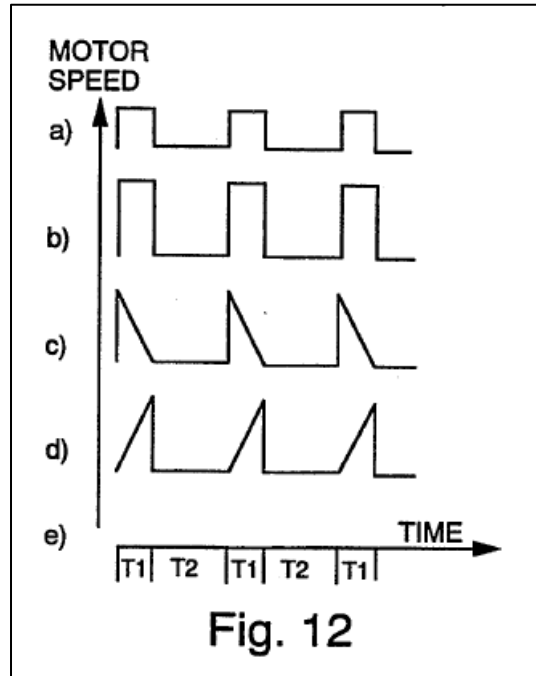 MOTOR
SPEED
a)
b)
c)
d)
e)
TIME
T1 T2 T1 T2 T1
Fig. 12